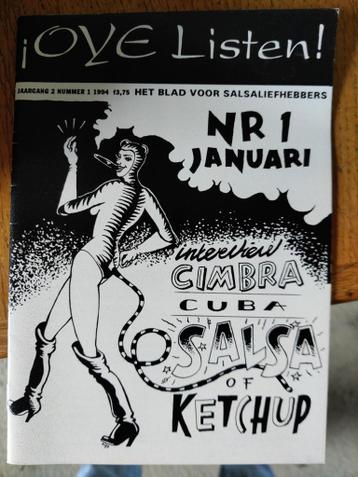 ¡OYE Listen!
JAARGANG 2 NUMMER 1 1994 f3,75 HET BLAD VOOR SALSALIEFHEBBERS
NR 1
JANUARI
interview
CIMBRA
CUBA
SALSA
OF
KETCHUP